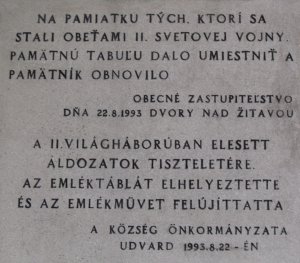 NA PAMIATKU TÝCH, KTORÍ SA
STALI OBEŤAMI II. SVETOVEJ VOJNY.
PAMÄTNÚ TABUĽU DALO UMIESTNIŤ A
PAMÄTNÍK OBNOVILO
OBECNÉ ZASTUPITEĽSTVO
DŇA 22.8.1993 DVORY NAD ŽITAVOU
A II. VILÁGHÁBORÚBAN ELESETT
ÁLDOZATOK TISZTELETÉRE.
AZ EMLÉKTÁBLÁT ELHELYEZTETTE
ÉS AZ EMLÉKMŰVET FELÚJÍTTATTA
A KÖZSÉG ÖNKORMÁNYZATA
UDVARD 1993.8.22 - ÉN